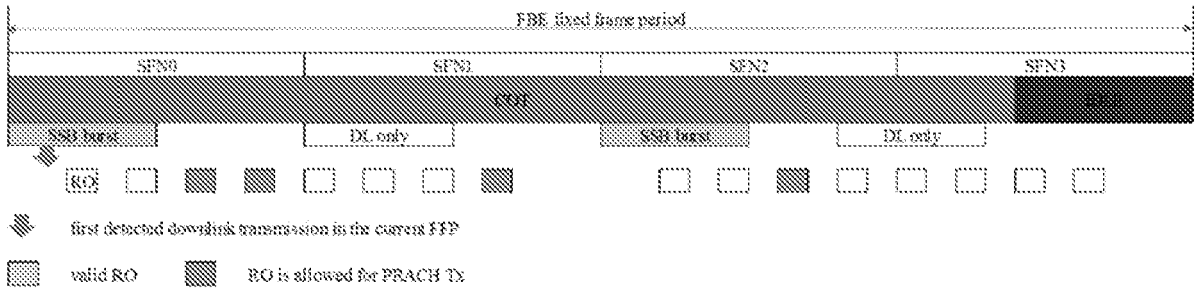 FBE fixed frame period
SFN0 SFN1 SFN2 SFN3
COT
SSB burst DL only SSB burst DL only
RO
first detected downlink transmission in the current FFP
valid RO RO is allowed for PRACH Tx